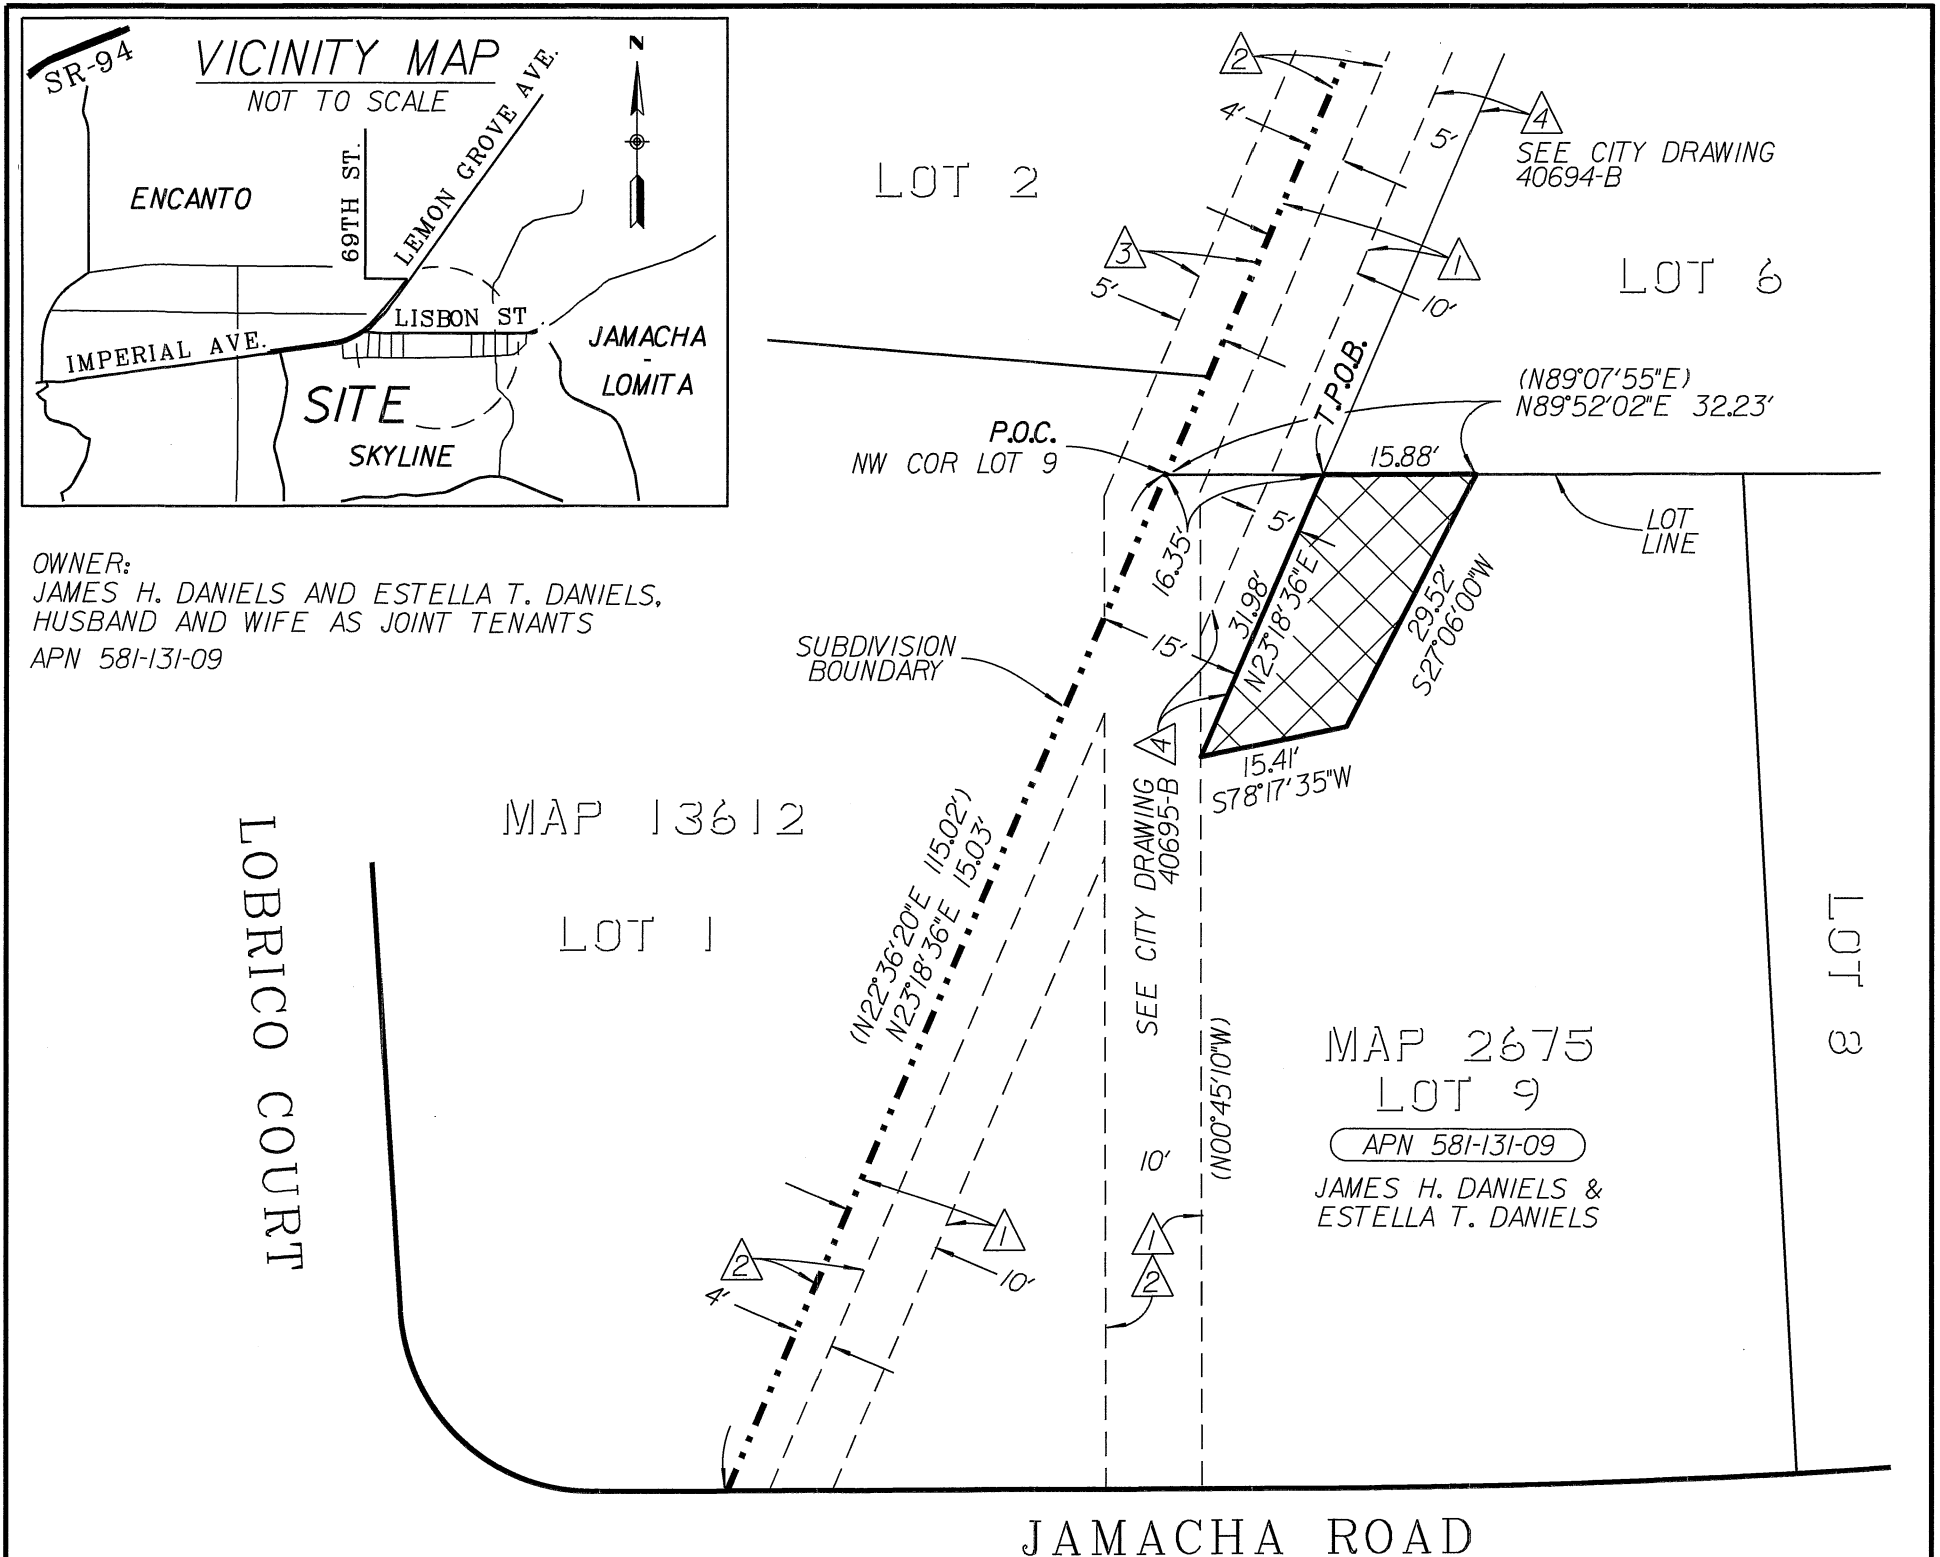 VICINITY MAP
NOT TO SCALE
SR-94
N
ENCANTO
69TH ST.
LEMON GROVE AVE.
LISBON ST
IMPERIAL AVE.
JAMACHA
-
LOMITA
SITE
SKYLINE
OWNER:
JAMES H. DANIELS AND ESTELLA T. DANIELS,
HUSBAND AND WIFE AS JOINT TENANTS
APN 581-131-09
2
4'
LOT 2
5'
4
SEE CITY DRAWING
40694-B
3
5'
1
10'
LOT 6
T.P.O.B.
(N89°07'55"E)
N89°52'02"E 32.23'
P.O.C.
NW COR LOT 9
15.88'
LOT
LINE
16.35'
5'
31.98'
N23°18'36"E
29.52'
S27°06'00"W
15'
SUBDIVISION
BOUNDARY
4
15.41'
S78°17'35"W
SEE CITY DRAWING
40695-B
MAP 13612
LOT 1
(N22°36'20"E 115.02')
N23°18'36"E 15.03'
LOBRICO COURT
LOT 8
(N00°45'10"W)
MAP 2675
LOT 9
APN 581-131-09
JAMES H. DANIELS &
ESTELLA T. DANIELS
10'
1
2
1
10'
2
4'
JAMACHA ROAD